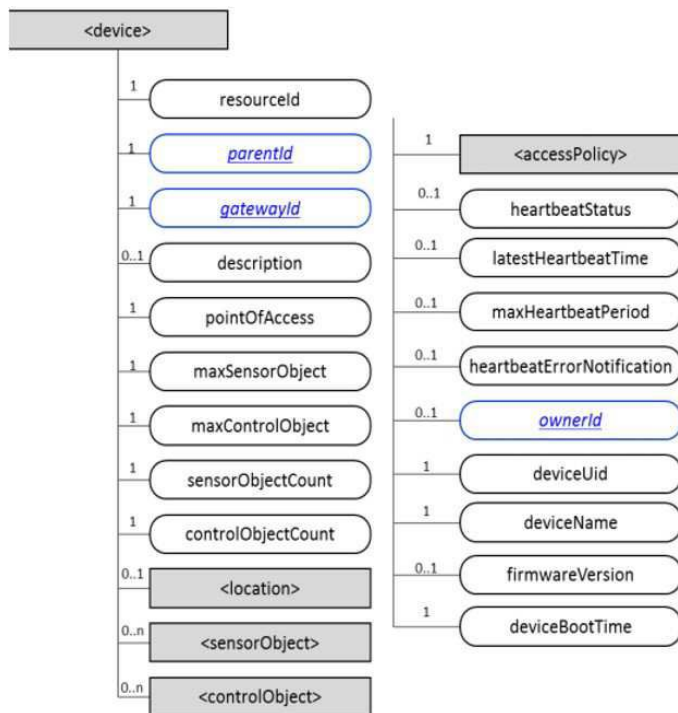 <device>
1
resourceId
1
parentId
1
gatewayId
0..1
description
1
pointOfAccess
1
maxSensorObject
1
maxControlObject
1
sensorObjectCount
1
controlObjectCount
0..1
<location>
0..n
<sensorObject>
0..n
<controlObject>
1
<accessPolicy>
0..1
heartbeatStatus
0..1
latestHeartbeatTime
0..1
maxHeartbeatPeriod
0..1
heartbeatErrorNotification
0..1
ownerId
1
deviceUid
1
deviceName
0..1
firmwareVersion
1
deviceBootTime